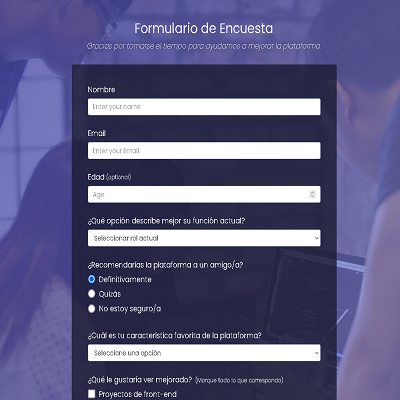 Formulario de Encuesta
Gracias por tomarse el tiempo para ayudarnos a mejorar la plataforma.
Nombre
Enter your name
Email
Enter your Email
Edad (optional)
Age
¿Qué opción describe mejor su función actual?
Seleccionar rol actual
¿Recomendarías la plataforma a un amigo/a?
Definitivamente
Quizás
No estoy seguro/a
¿Cuál es tu característica favorita de la plataforma?
Seleccione una opción
¿Qué le gustaría ver mejorado? (Marque todo lo que corresponda)
Proyectos de front-end